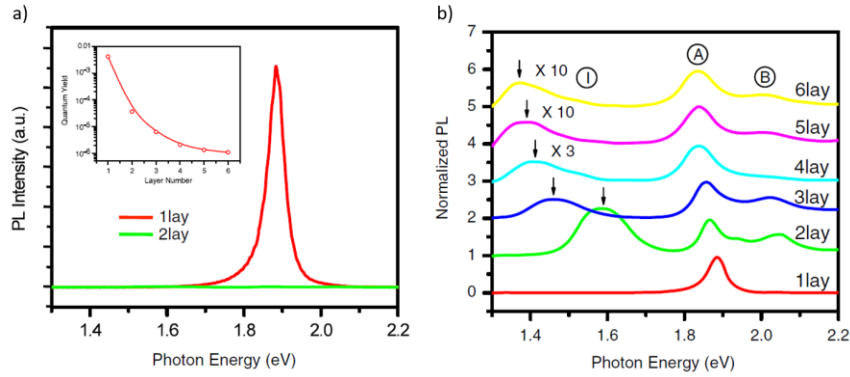 a)
PL Intensity (a.u.)
0.01
10⁻³
10⁻⁴
10⁻⁵
10⁻⁶
Quantum Yield
1 2 3 4 5 6
Layer Number
1lay
2lay
1.4 1.6 1.8 2.0 2.2
Photon Energy (eV)
b)
Normalized PL
7
6
5
4
3
2
1
0
I
A
B
X 10
X 10
X 3
6lay
5lay
4lay
3lay
2lay
1lay
1.4 1.6 1.8 2.0 2.2
Photon Energy (eV)